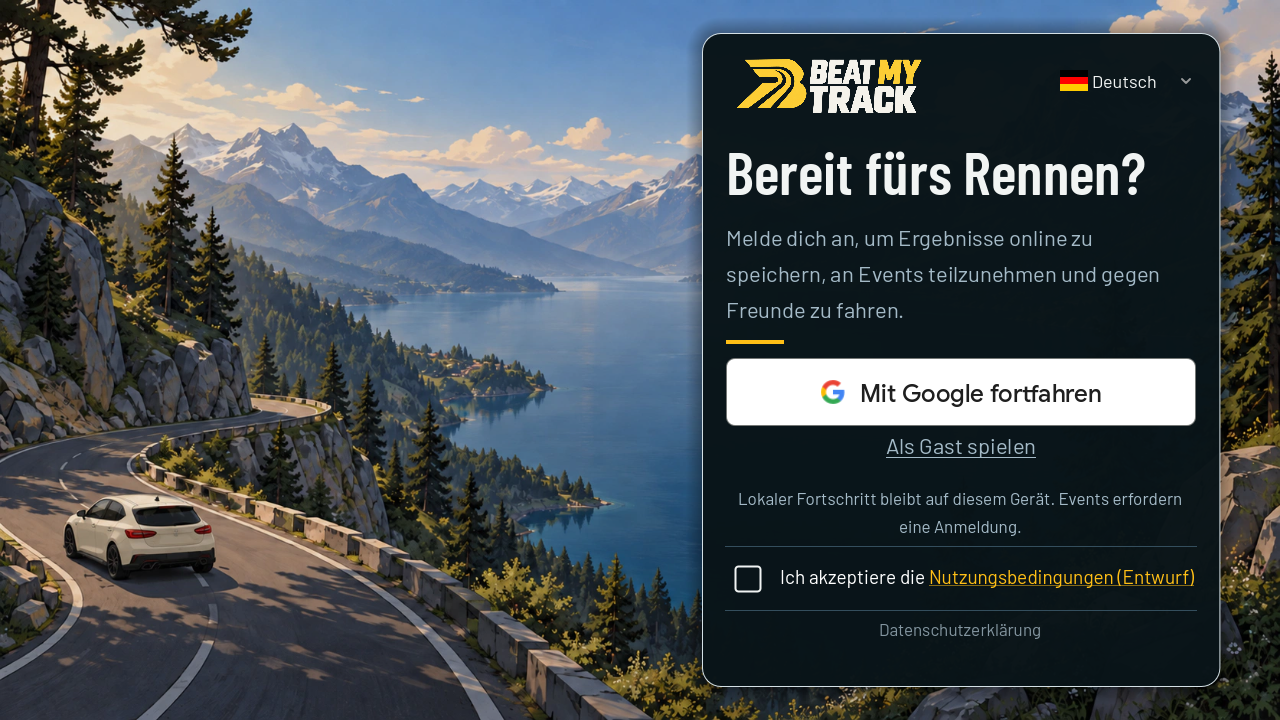 BEAT MY
TRACK
Deutsch
Bereit fürs Rennen?
Melde dich an, um Ergebnisse online zu
speichern, an Events teilzunehmen und gegen
Freunde zu fahren.
Mit Google fortfahren
Als Gast spielen
Lokaler Fortschritt bleibt auf diesem Gerät. Events erfordern
eine Anmeldung.
Ich akzeptiere die Nutzungsbedingungen (Entwurf)
Datenschutzerklärung